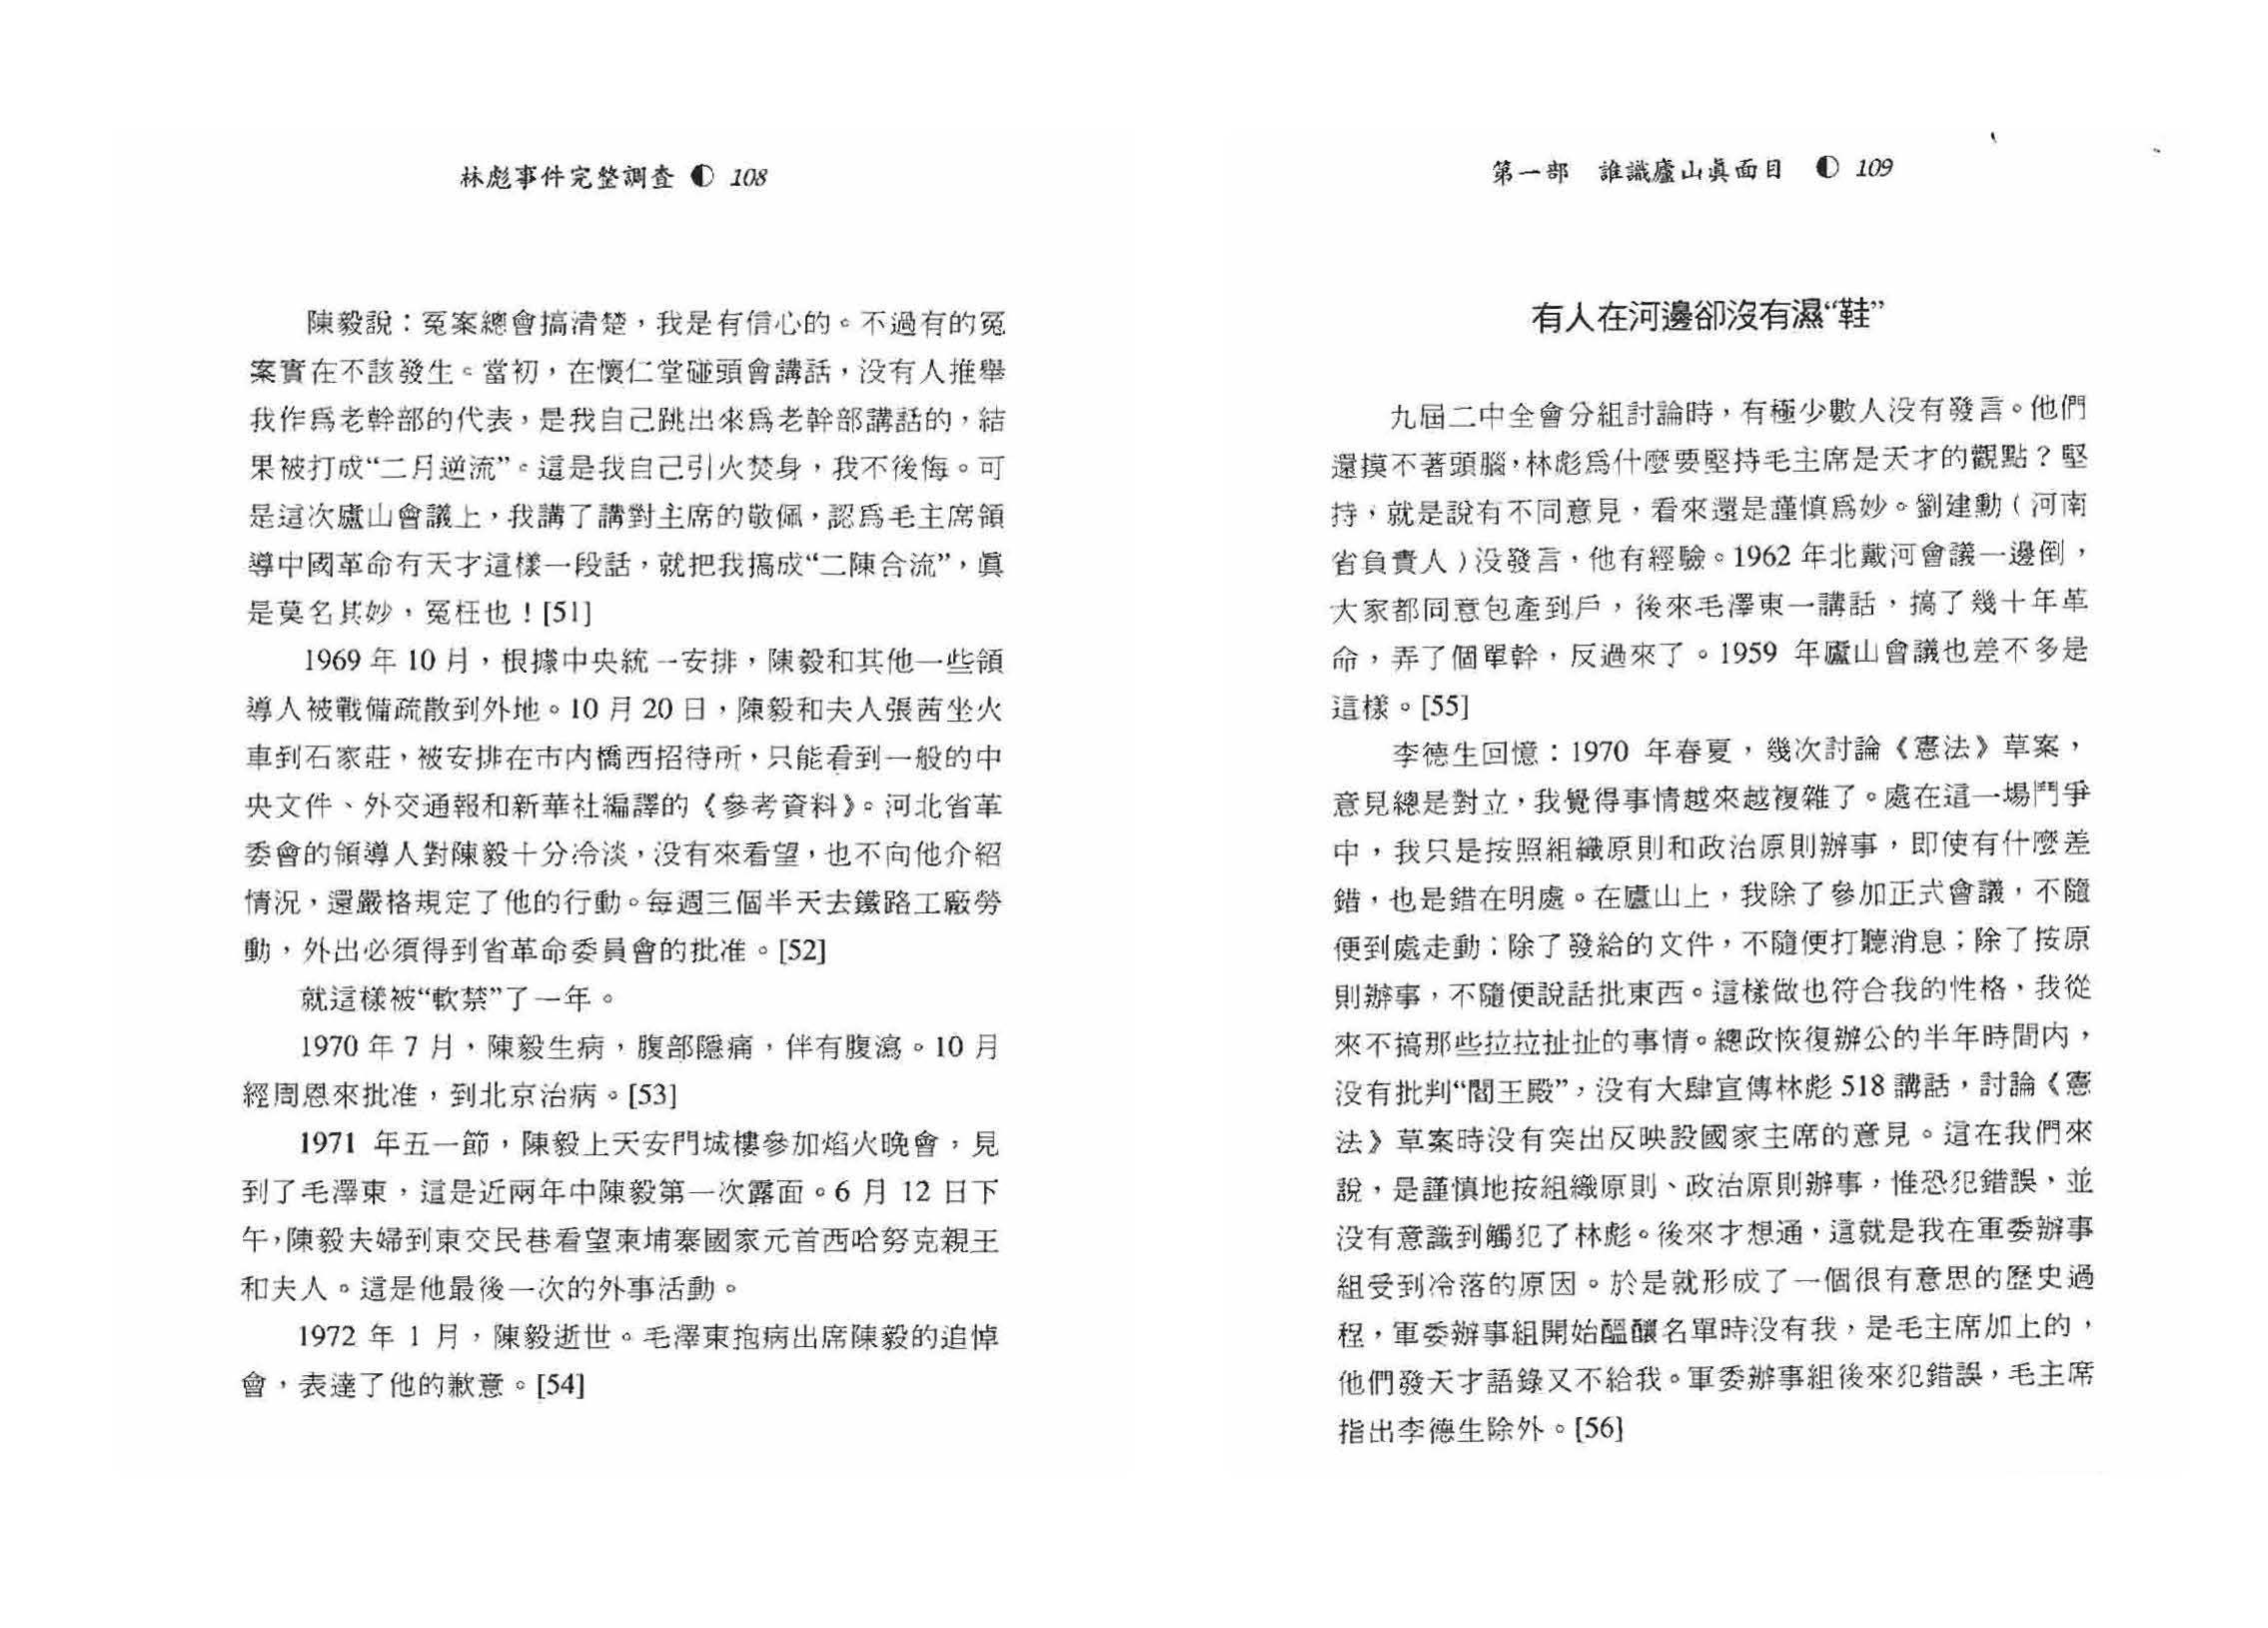 林彪事件完整調查 ◐ 108
陳毅說：冤案總會搞清楚，我是有信心的。不過有的冤
案實在不該發生。當初，在懷仁堂碰頭會講話，没有人推舉
我作爲老幹部的代表，是我自己跳出來爲老幹部講話的，結
果被打成“二月逆流”。這是我自己引火焚身，我不後悔。可
是這次廬山會議上，我講了講對主席的敬佩，認爲毛主席領
導中國革命有天才這樣一段話，就把我搞成“二陳合流”，眞
是莫名其妙，冤枉也！[51]
1969 年 10 月，根據中央統一安排，陳毅和其他一些領
導人被戰備疏散到外地。10 月 20 日，陳毅和夫人張茜坐火
車到石家莊，被安排在市内橋西招待所，只能看到一般的中
央文件、外交通報和新華社編譯的《參考資料》。河北省革
委會的領導人對陳毅十分冷淡，没有來看望，也不向他介紹
情況，還嚴格規定了他的行動。每週三個半天去鐵路工廠勞
動，外出必須得到省革命委員會的批准。[52]
就這樣被“軟禁”了一年。
1970 年 7 月，陳毅生病，腹部隱痛，伴有腹瀉。10 月
經周恩來批准，到北京治病。[53]
1971 年五一節，陳毅上天安門城樓參加焰火晚會，見
到了毛澤東，這是近兩年中陳毅第一次露面。6 月 12 日下
午，陳毅夫婦到東交民巷看望柬埔寨國家元首西哈努克親王
和夫人。這是他最後一次的外事活動。
1972 年 1 月，陳毅逝世。毛澤東抱病出席陳毅的追悼
會，表達了他的歉意。[54]
第一部　誰識廬山眞面目 ◐ 109
有人在河邊卻沒有濕“鞋”
九屆二中全會分組討論時，有極少數人没有發言。他們
還摸不著頭腦，林彪爲什麼要堅持毛主席是天才的觀點？堅
持，就是說有不同意見，看來還是謹慎爲妙。劉建勳（河南
省負責人）没發言，他有經驗。1962 年北戴河會議一邊倒，
大家都同意包產到戶，後來毛澤東一講話，搞了幾十年革
命，弄了個單幹，反過來了。1959 年廬山會議也差不多是
這樣。[55]
李德生回憶：1970 年春夏，幾次討論《憲法》草案，
意見總是對立，我覺得事情越來越複雜了。處在這一場鬥爭
中，我只是按照組織原則和政治原則辦事，即使有什麼差
錯，也是錯在明處。在廬山上，我除了參加正式會議，不隨
便到處走動；除了發給的文件，不隨便打聽消息；除了按原
則辦事，不隨便說話批東西。這樣做也符合我的性格，我從
來不搞那些拉拉扯扯的事情。總政恢復辦公的半年時間内，
没有批判“閻王殿”，没有大肆宣傳林彪 518 講話，討論《憲
法》草案時没有突出反映設國家主席的意見。這在我們來
說，是謹慎地按組織原則、政治原則辦事，惟恐犯錯誤，並
没有意識到觸犯了林彪。後來才想通，這就是我在軍委辦事
組受到冷落的原因。於是就形成了一個很有意思的歷史過
程，軍委辦事組開始醞釀名單時没有我，是毛主席加上的，
他們發天才語錄又不給我。軍委辦事組後來犯錯誤，毛主席
指出李德生除外。[56]